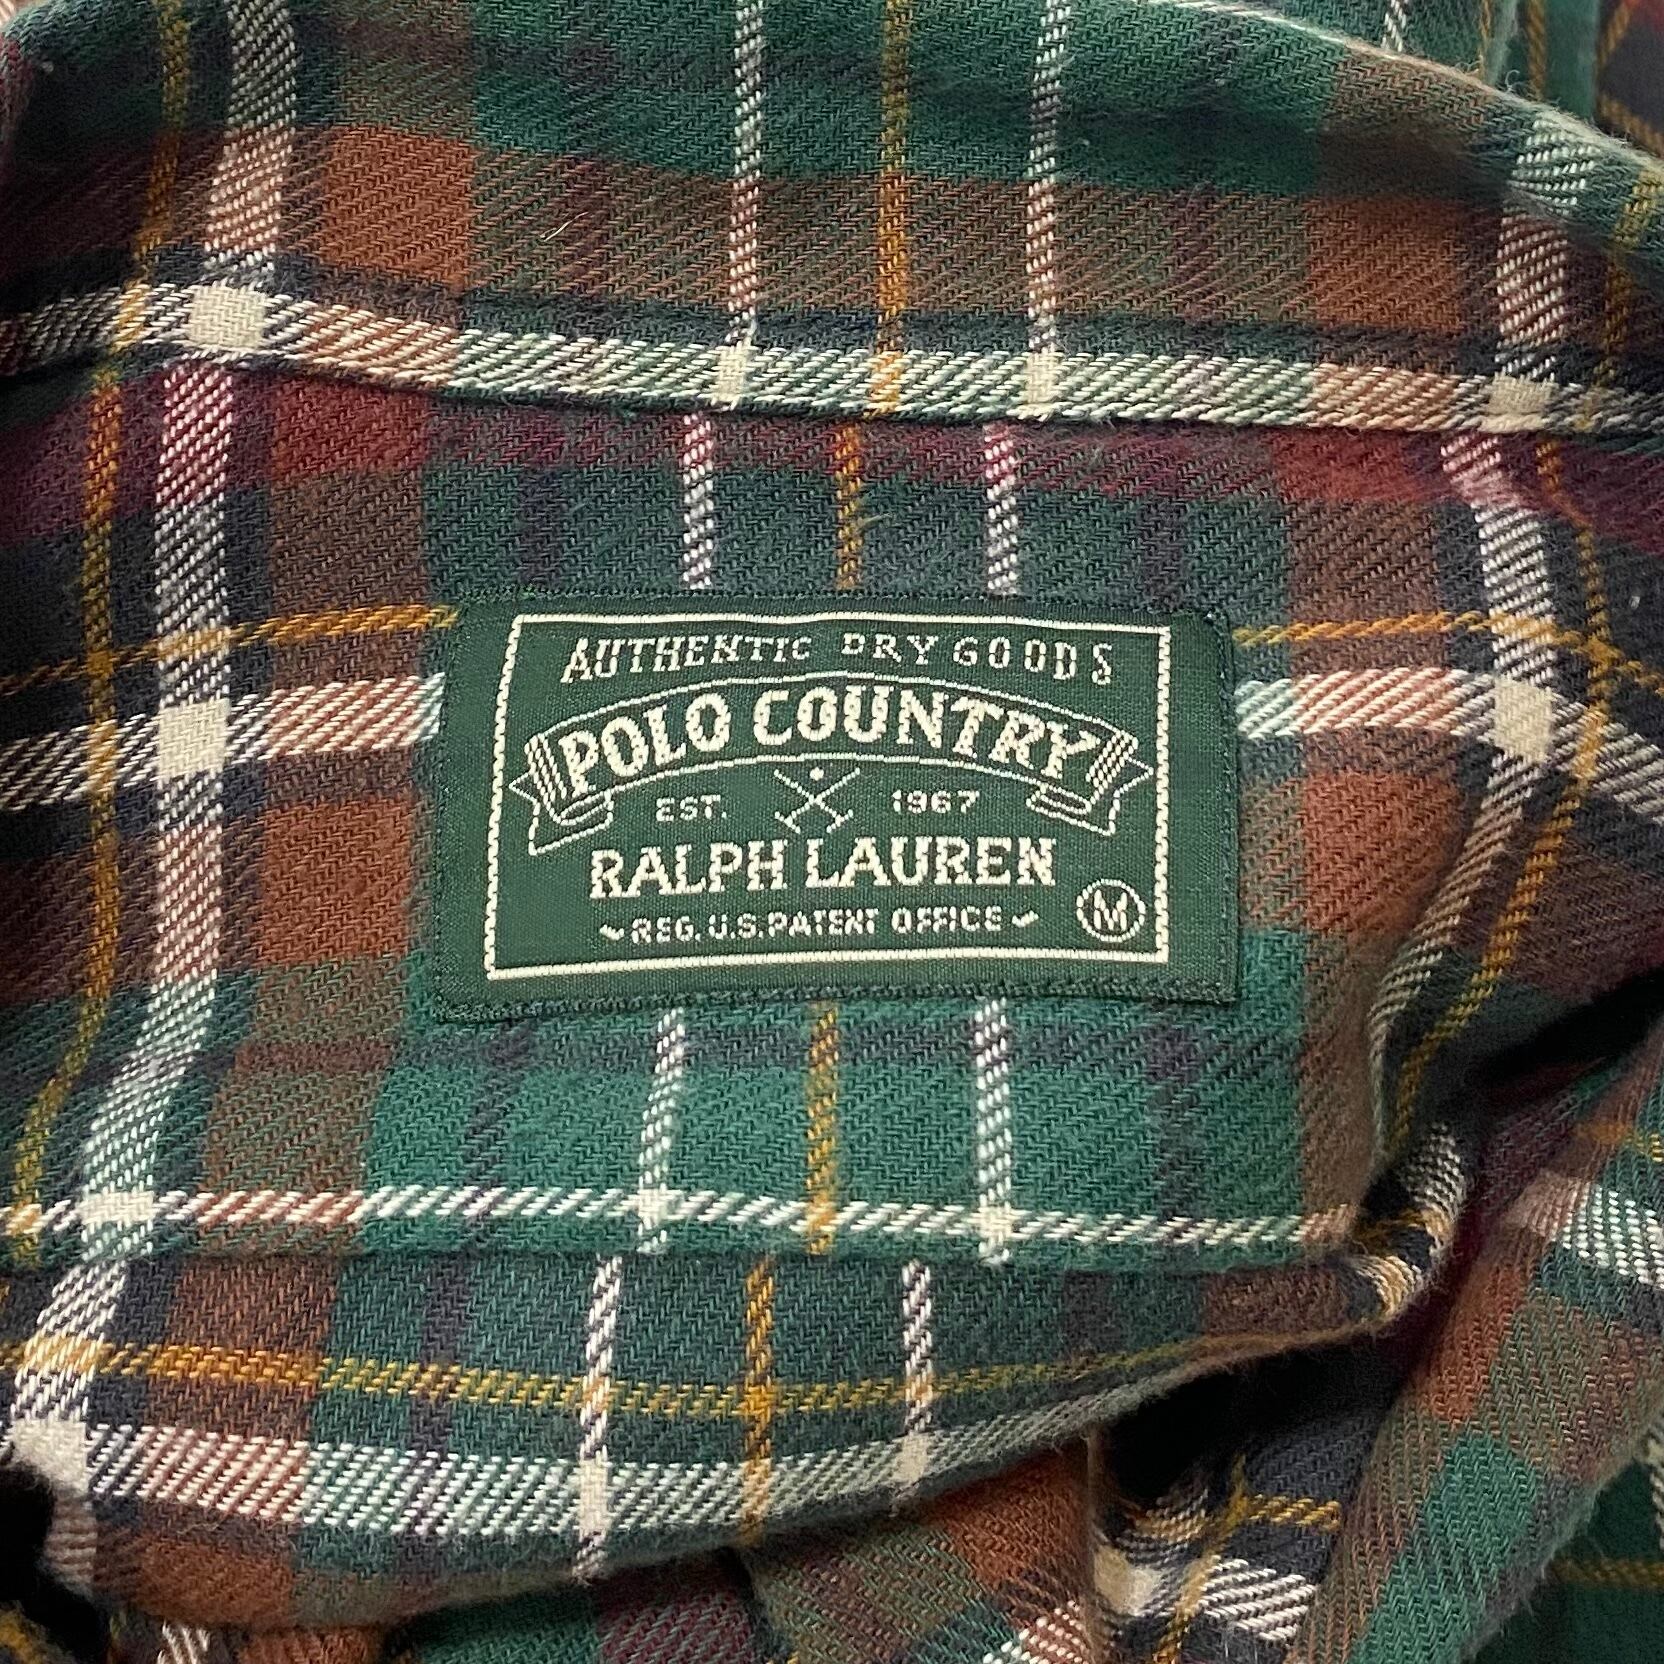 AUTHENTIC DRY GOODS
POLO COUNTRY
EST. 1967
RALPH LAUREN
REG. U.S. PATENT OFFICE M